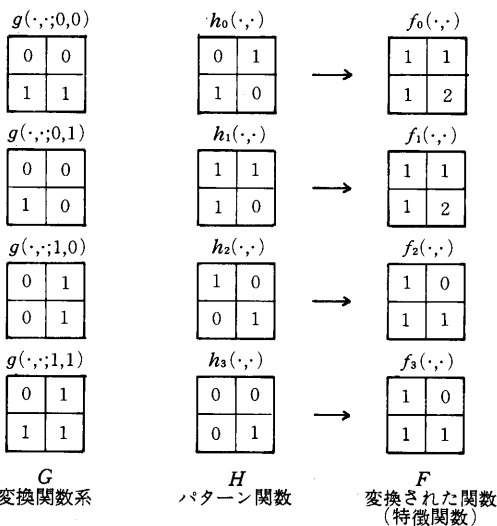 g(·,·;0,0) h₀(·,·) f₀(·,·)
0 0 0 1 → 1 1
1 1 1 0 1 2
g(·,·;0,1) h₁(·,·) f₁(·,·)
0 0 1 1 → 1 1
1 0 1 0 1 2
g(·,·;1,0) h₂(·,·) f₂(·,·)
0 1 1 0 → 1 0
0 1 0 1 1 1
g(·,·;1,1) h₃(·,·) f₃(·,·)
0 1 0 0 → 1 0
1 1 0 1 1 1
G H F
変換関数系 パターン関数 変換された関数
(特徴関数)